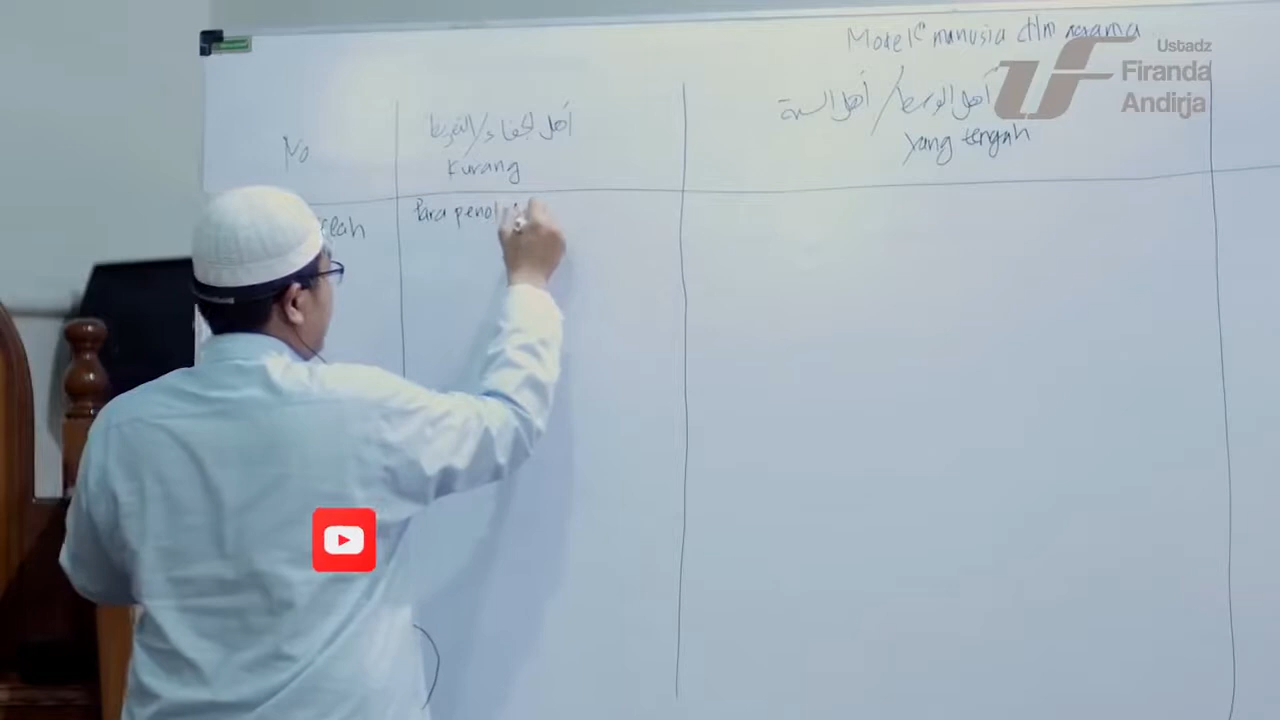 Model² manusia dlm agama
Ustadz
Firanda
Andirja
No
أهل الجفاء/التفريط
Kurang
أهل الوسط/أهل السنة
yang tengah
Para penol